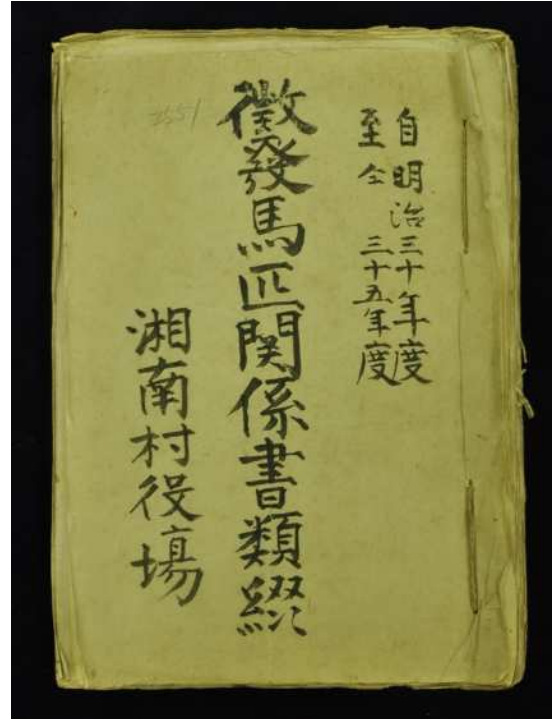 自明治三十年度
至仝三十五年度
徴發馬匹関係書類綴
湘南村役場